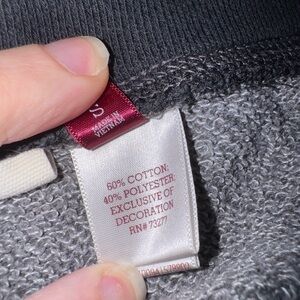 S
MADE IN
VIETNAM
60% COTTON
40% POLYESTER
EXCLUSIVE OF
DECORATION
RN# 73277